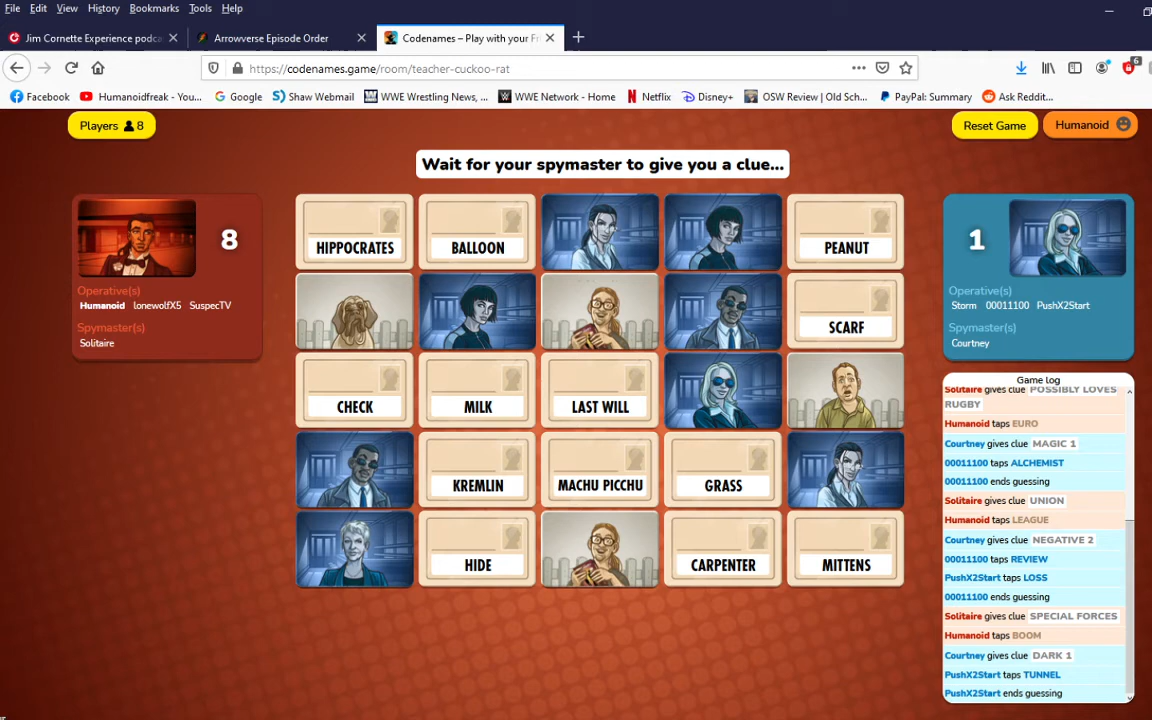 File Edit View History Bookmarks Tools Help
Jim Cornette Experience podca Arrowverse Episode Order Codenames – Play with your Fr
https://codenames.game/room/teacher-cuckoo-rat
6
Facebook Humanoidfreak - You... Google Shaw Webmail WWE Wrestling News, ... WWE Network - Home Netflix Disney+ OSW Review | Old Sch... PayPal: Summary Ask Reddit...
Players 8
Reset Game Humanoid
Wait for your spymaster to give you a clue...
8
Operative(s)
Humanoid lonewolfX5 SuspecTV
Spymaster(s)
Solitaire
HIPPOCRATES BALLOON PEANUT
SCARF
CHECK MILK LAST WILL
KREMLIN MACHU PICCHU GRASS
HIDE CARPENTER MITTENS
1
Operative(s)
Storm 00011100 PushX2Start
Spymaster(s)
Courtney
Game log
Solitaire gives clue POSSIBLY LOVES
RUGBY
Humanoid taps EURO
Courtney gives clue MAGIC 1
00011100 taps ALCHEMIST
00011100 ends guessing
Solitaire gives clue UNION
Humanoid taps LEAGUE
Courtney gives clue NEGATIVE 2
00011100 taps REVIEW
PushX2Start taps LOSS
00011100 ends guessing
Solitaire gives clue SPECIAL FORCES
Humanoid taps BOOM
Courtney gives clue DARK 1
PushX2Start taps TUNNEL
PushX2Start ends guessing